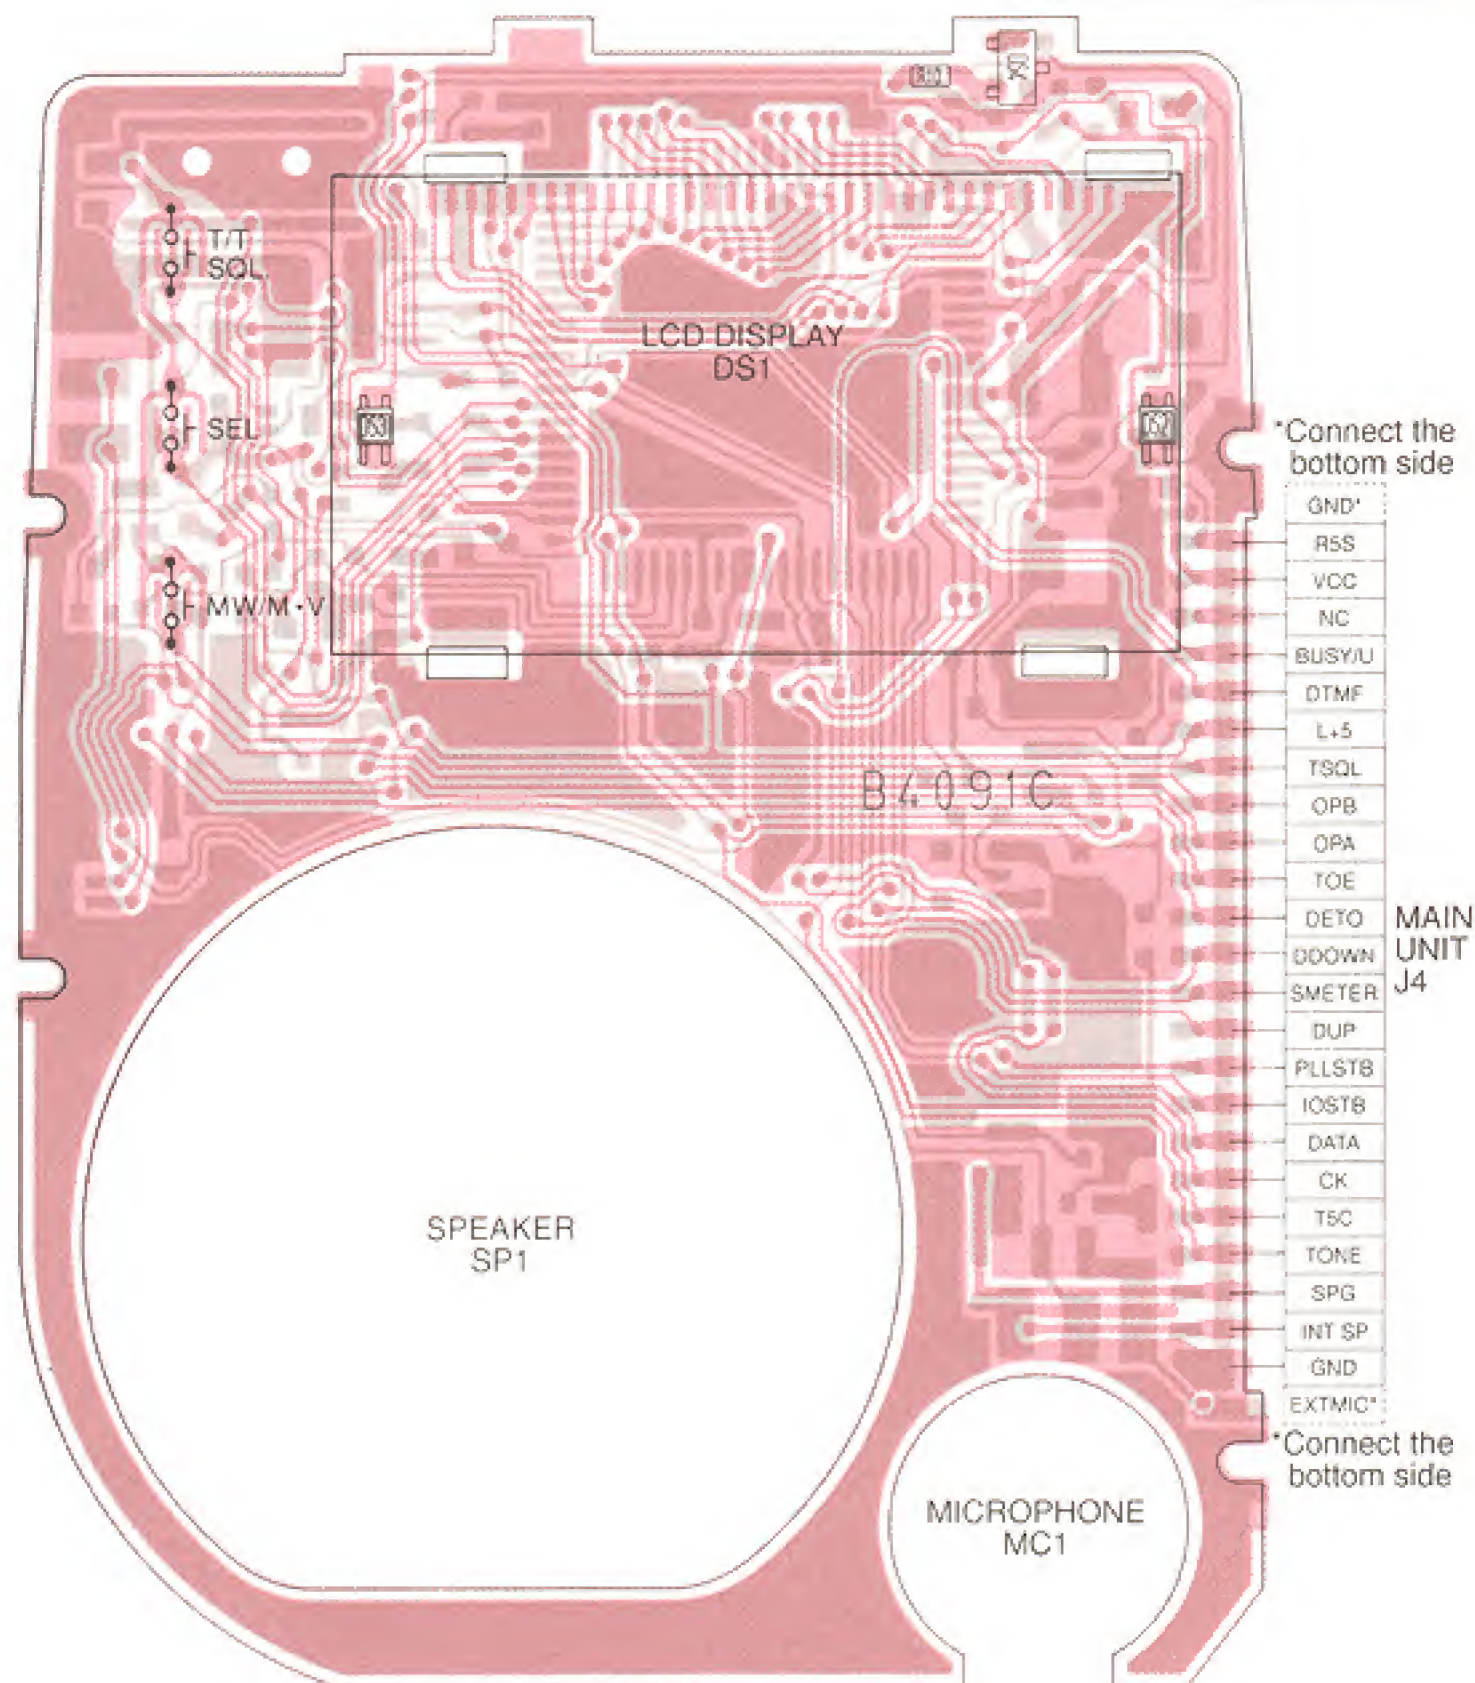 T/T
SQL.
LCD DISPLAY
DS1
SEL
*Connect the
bottom side
GND*
R5S
VCC
NC
MW/M・V
BUSY/U
DTMF
L+5
TSQL
B4091C
OPB
OPA
TOE
DETO
MAIN
UNIT
J4
DDOWN
SMETER
DUP
PLLSTB
IOSTB
DATA
CK
T5C
SPEAKER
SP1
TONE
SPG
INT SP
GND
EXTMIC*
*Connect the
bottom side
MICROPHONE
MC1